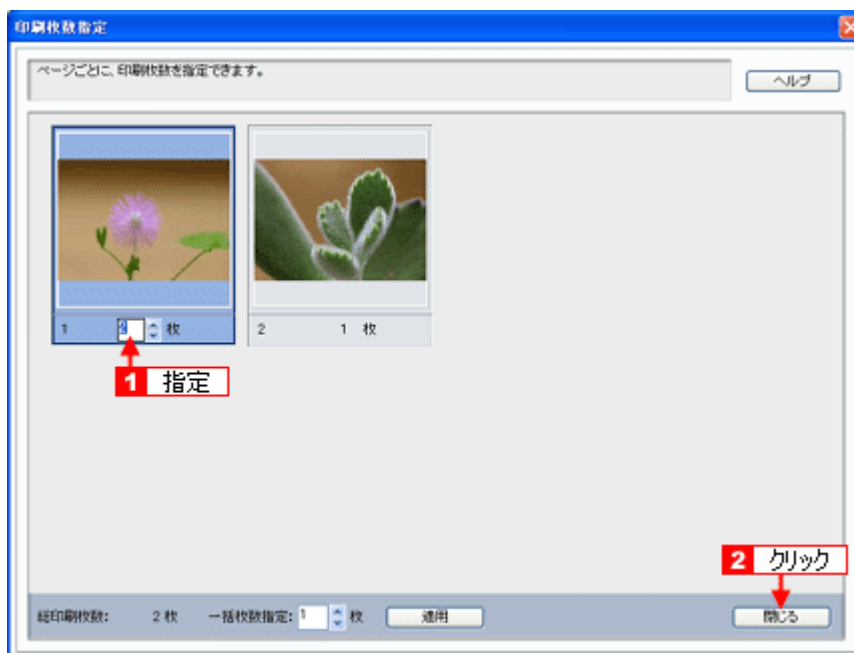 印刷枚数指定
ページごとに、印刷枚数を指定できます。
ヘルプ
1 枚
2 1 枚
1 指定
2 クリック
総印刷枚数: 2 枚 一括枚数指定: 1 枚 適用 閉じる